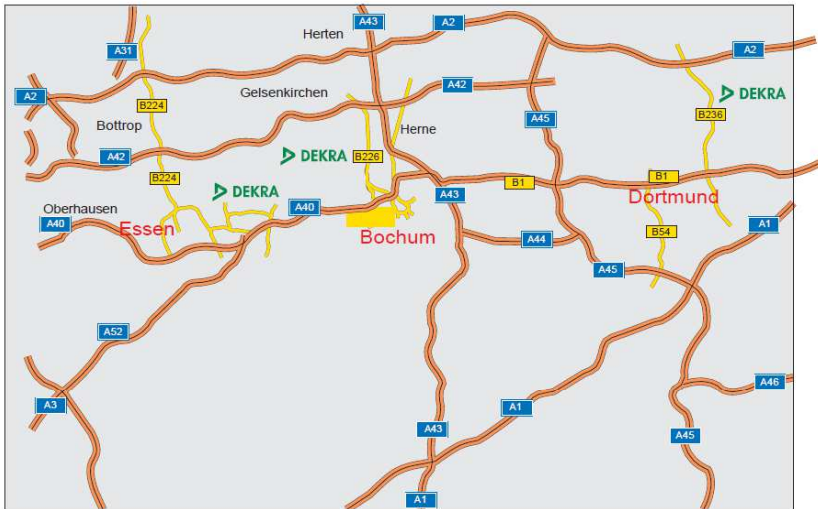 A43
A2
Herten
A31
A2
A2
Gelsenkirchen
A42
DEKRA
B224
B236
Bottrop
A45
Herne
A42
DEKRA
B226
B224
B1
B1
DEKRA
A43
Dortmund
Oberhausen
A40
A40
Essen
A1
Bochum
A44
B54
A45
A52
A46
A3
A1
A43
A45
A1